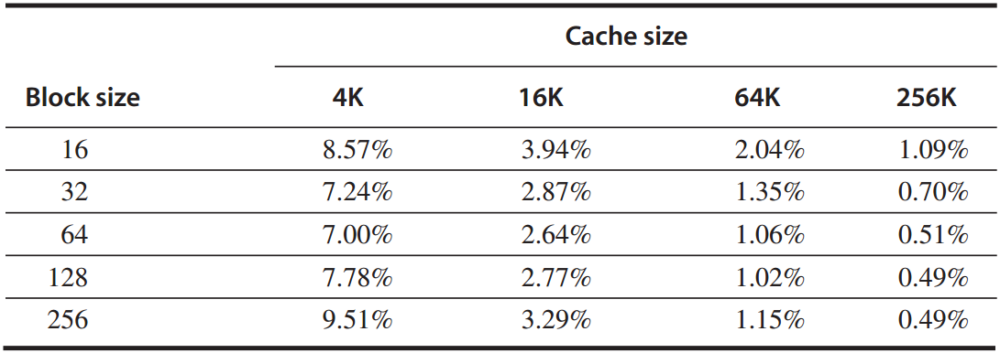 Cache size
Block size 4K 16K 64K 256K
16 8.57% 3.94% 2.04% 1.09%
32 7.24% 2.87% 1.35% 0.70%
64 7.00% 2.64% 1.06% 0.51%
128 7.78% 2.77% 1.02% 0.49%
256 9.51% 3.29% 1.15% 0.49%